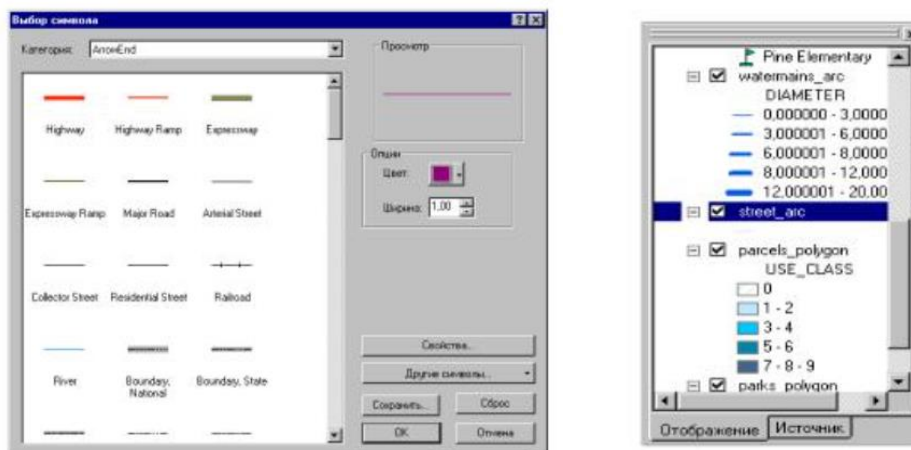 Выбор символа
Категория: ArrowEnd
Просмотр
Highway Highway Ramp Expressway
Опции
Цвет:
Ширина: 1,00
Expressway Ramp Major Road Arterial Street
Collector Street Residential Street Railroad
River Boundary, National Boundary, State
Свойства...
Другие символы...
Сохранить... Сброс
OK Отмена
Pine Elementary
watermains_arc
DIAMETER
0,000000 - 3,0000
3,000001 - 6,0000
6,000001 - 8,0000
8,000001 - 12,000
12,000001 - 20,00
street_arc
parcels_polygon
USE_CLASS
0
1 - 2
3 - 4
5 - 6
7 - 8 - 9
parks_polygon
Отображение Источник